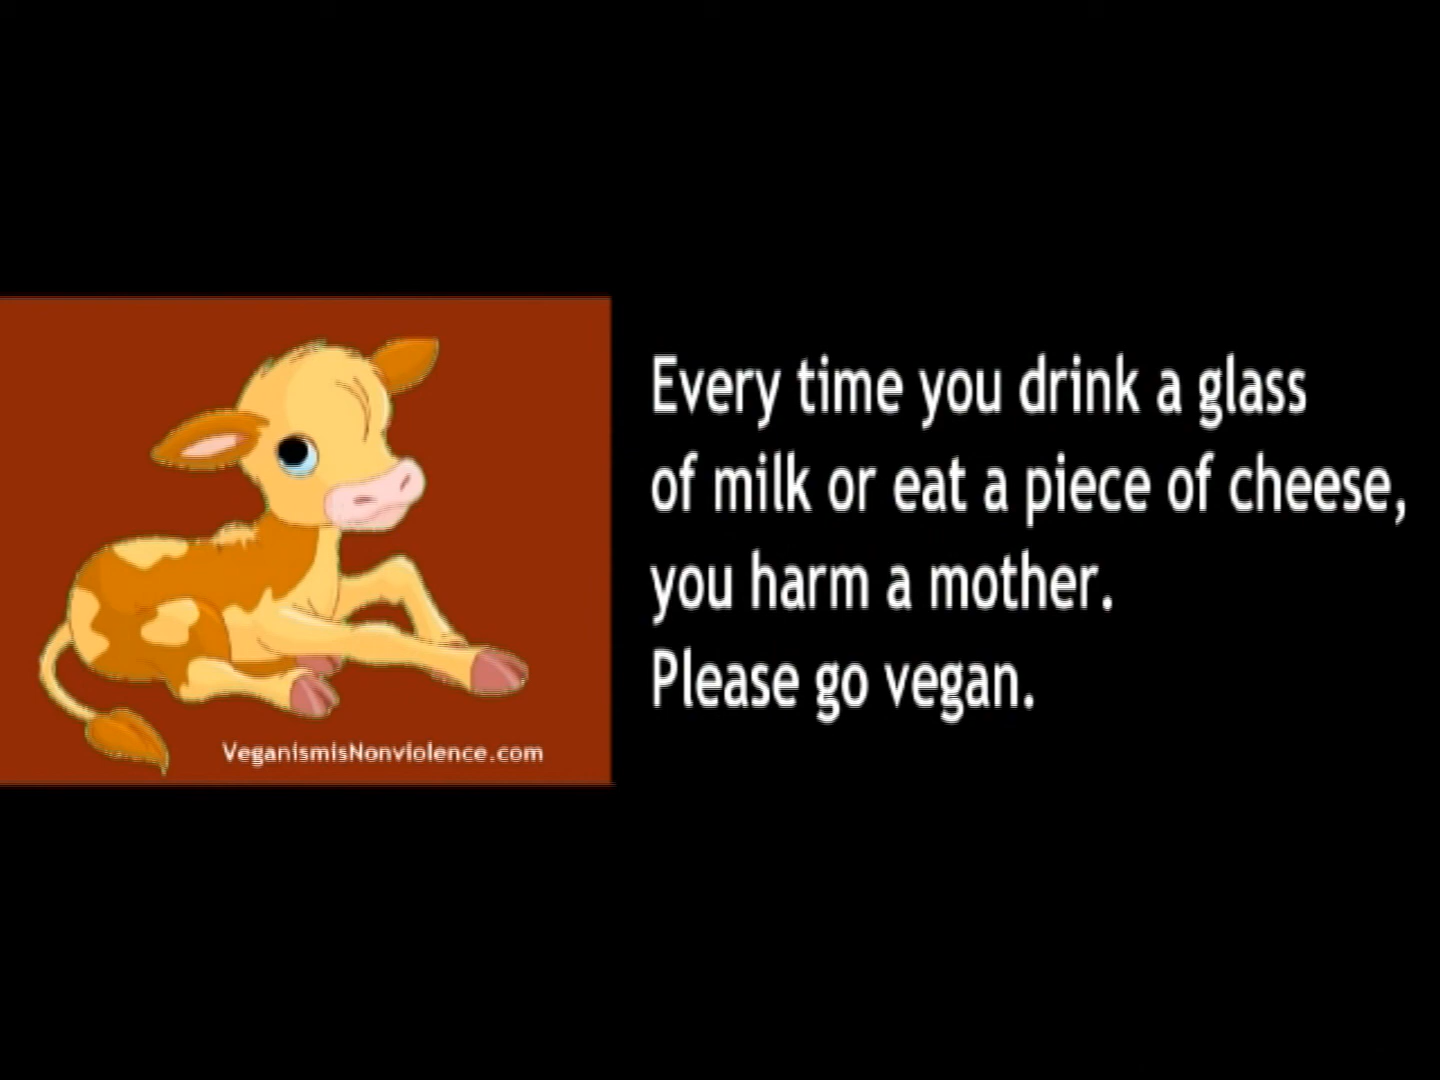 Every time you drink a glass
of milk or eat a piece of cheese,
you harm a mother.
Please go vegan.
VeganismisNonviolence.com